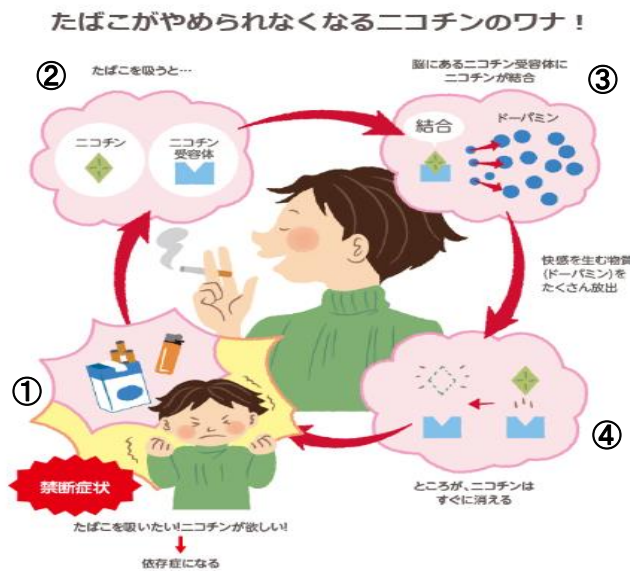 たばこがやめられなくなるニコチンのワナ！
①
禁断症状
たばこを吸いたい!ニコチンが欲しい!
依存症になる
②
たばこを吸うと…
ニコチン
ニコチン
受容体
③
脳にあるニコチン受容体に
ニコチンが結合
結合
ドーパミン
快感を生む物質
(ドーパミン)を
たくさん放出
④
ところが、ニコチンは
すぐに消える